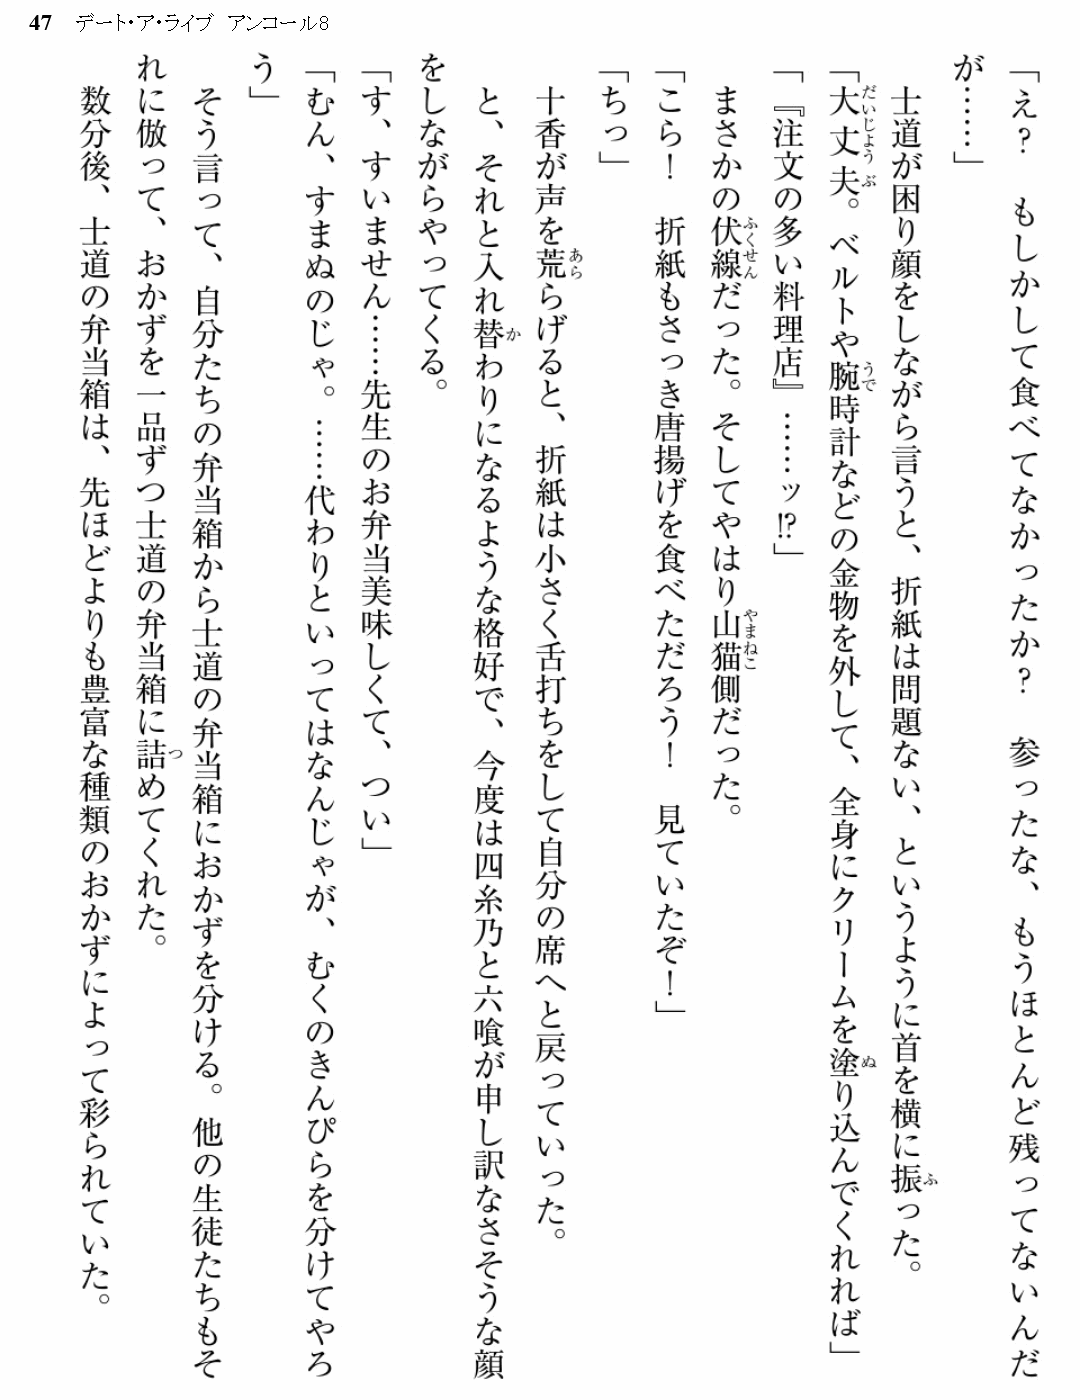 47 デート・ア・ライブ アンコール8
「え？ もしかして食べてなかったか？ 参ったな、もうほとんど残ってないんだ
が……」
士道が困り顔をしながら言うと、折紙は問題ない、というように首を横に振った。
「大丈夫。ベルトや腕時計などの金物を外して、全身にクリームを塗り込んでくれれば」
「『注文の多い料理店』……ッ!?」
まさかの伏線だった。そしてやはり山猫側だった。
「こら！ 折紙もさっき唐揚げを食べただろう！ 見ていたぞ！」
「ちっ」
十香が声を荒らげると、折紙は小さく舌打ちをして自分の席へと戻っていった。
と、それと入れ替わりになるような格好で、今度は四糸乃と六喰が申し訳なさそうな顔
をしながらやってくる。
「す、すいません……先生のお弁当美味しくて、つい」
「むん、すまぬのじゃ。……代わりといってはなんじゃが、むくのきんぴらを分けてやろ
う」
そう言って、自分たちの弁当箱から士道の弁当箱におかずを分ける。他の生徒たちもそ
れに倣って、おかずを一品ずつ士道の弁当箱に詰めてくれた。
数分後、士道の弁当箱は、先ほどよりも豊富な種類のおかずによって彩られていた。